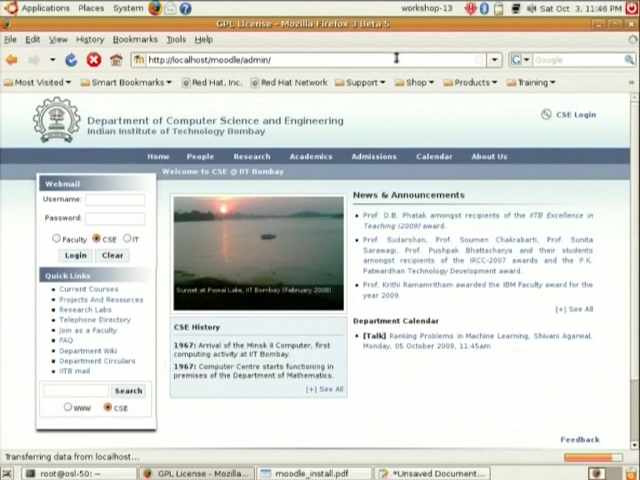 Applications Places System workshop-13 Sat Oct 3, 11:46 PM
GPL License - Mozilla Firefox 3 Beta 5
File Edit View History Bookmarks Tools Help
http://localhost/moodle/admin/ Google
Most Visited Smart Bookmarks Red Hat, Inc. Red Hat Network Support Shop Products Training
Department of Computer Science and Engineering
Indian Institute of Technology Bombay
CSE Login
Home People Research Academics Admissions Calendar About Us
Welcome to CSE @ IIT Bombay
Webmail
Username:
Password:
Faculty CSE IT
Login Clear
Quick Links
Current Courses
Projects And Resources
Research Labs
Telephone Directory
Join as a Faculty
FAQ
Department Wiki
Department Circulars
IITB mail
Search
WWW CSE
Sunset at Powai Lake, IIT Bombay (February 2008)
CSE History
1967: Arrival of the Minsk II Computer, first
computing activity at IIT Bombay.
1967: Computer Centre starts functioning in
premises of the Department of Mathematics.
[+] See All
News & Announcements
Prof. D.B. Phatak amongst recipients of the IITB Excellence in
Teaching (2009) award.
Prof. Sudarshan, Prof. Soumen Chakrabarti, Prof. Sunita
Sarawagi, Prof. Pushpak Bhattacharya and their students
amongst recipients of the IRCC-2007 awards and the P.K.
Patwardhan Technology Development award.
Prof. Krithi Ramamritham awarded the IBM Faculty award for the
year 2009.
[+] See All
Department Calendar
[Talk] Ranking Problems in Machine Learning, Shivani Agarwal,
Monday, 05 October 2009, 11:45am
Feedback
Transferring data from localhost...
root@osl-50: ~ GPL License - Mozilla... moodle_install.pdf *Unsaved Document...